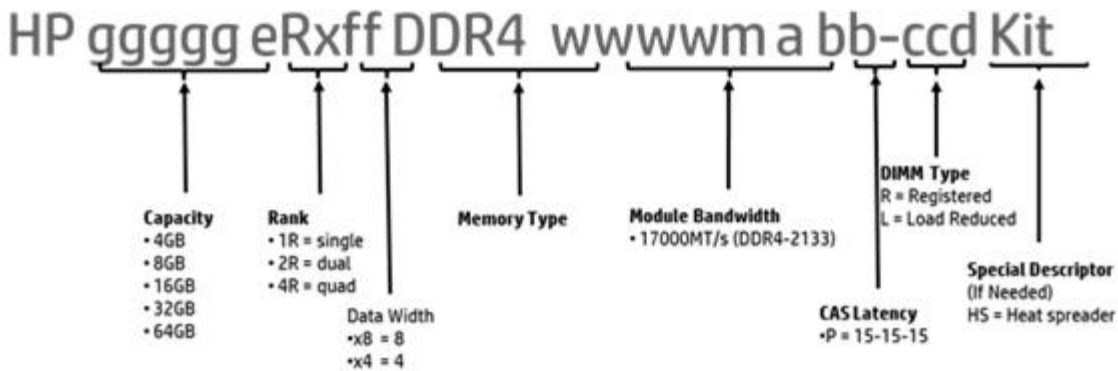 HP ggggg eRxff DDR4 wwwwm a bb-ccd Kit
Capacity
• 4GB
• 8GB
• 16GB
• 32GB
• 64GB
Rank
• 1R = single
• 2R = dual
• 4R = quad
Data Width
•x8 = 8
•x4 = 4
Memory Type
Module Bandwidth
• 17000MT/s (DDR4-2133)
CAS Latency
•P = 15-15-15
DIMM Type
R = Registered
L = Load Reduced
Special Descriptor
(If Needed)
HS = Heat spreader